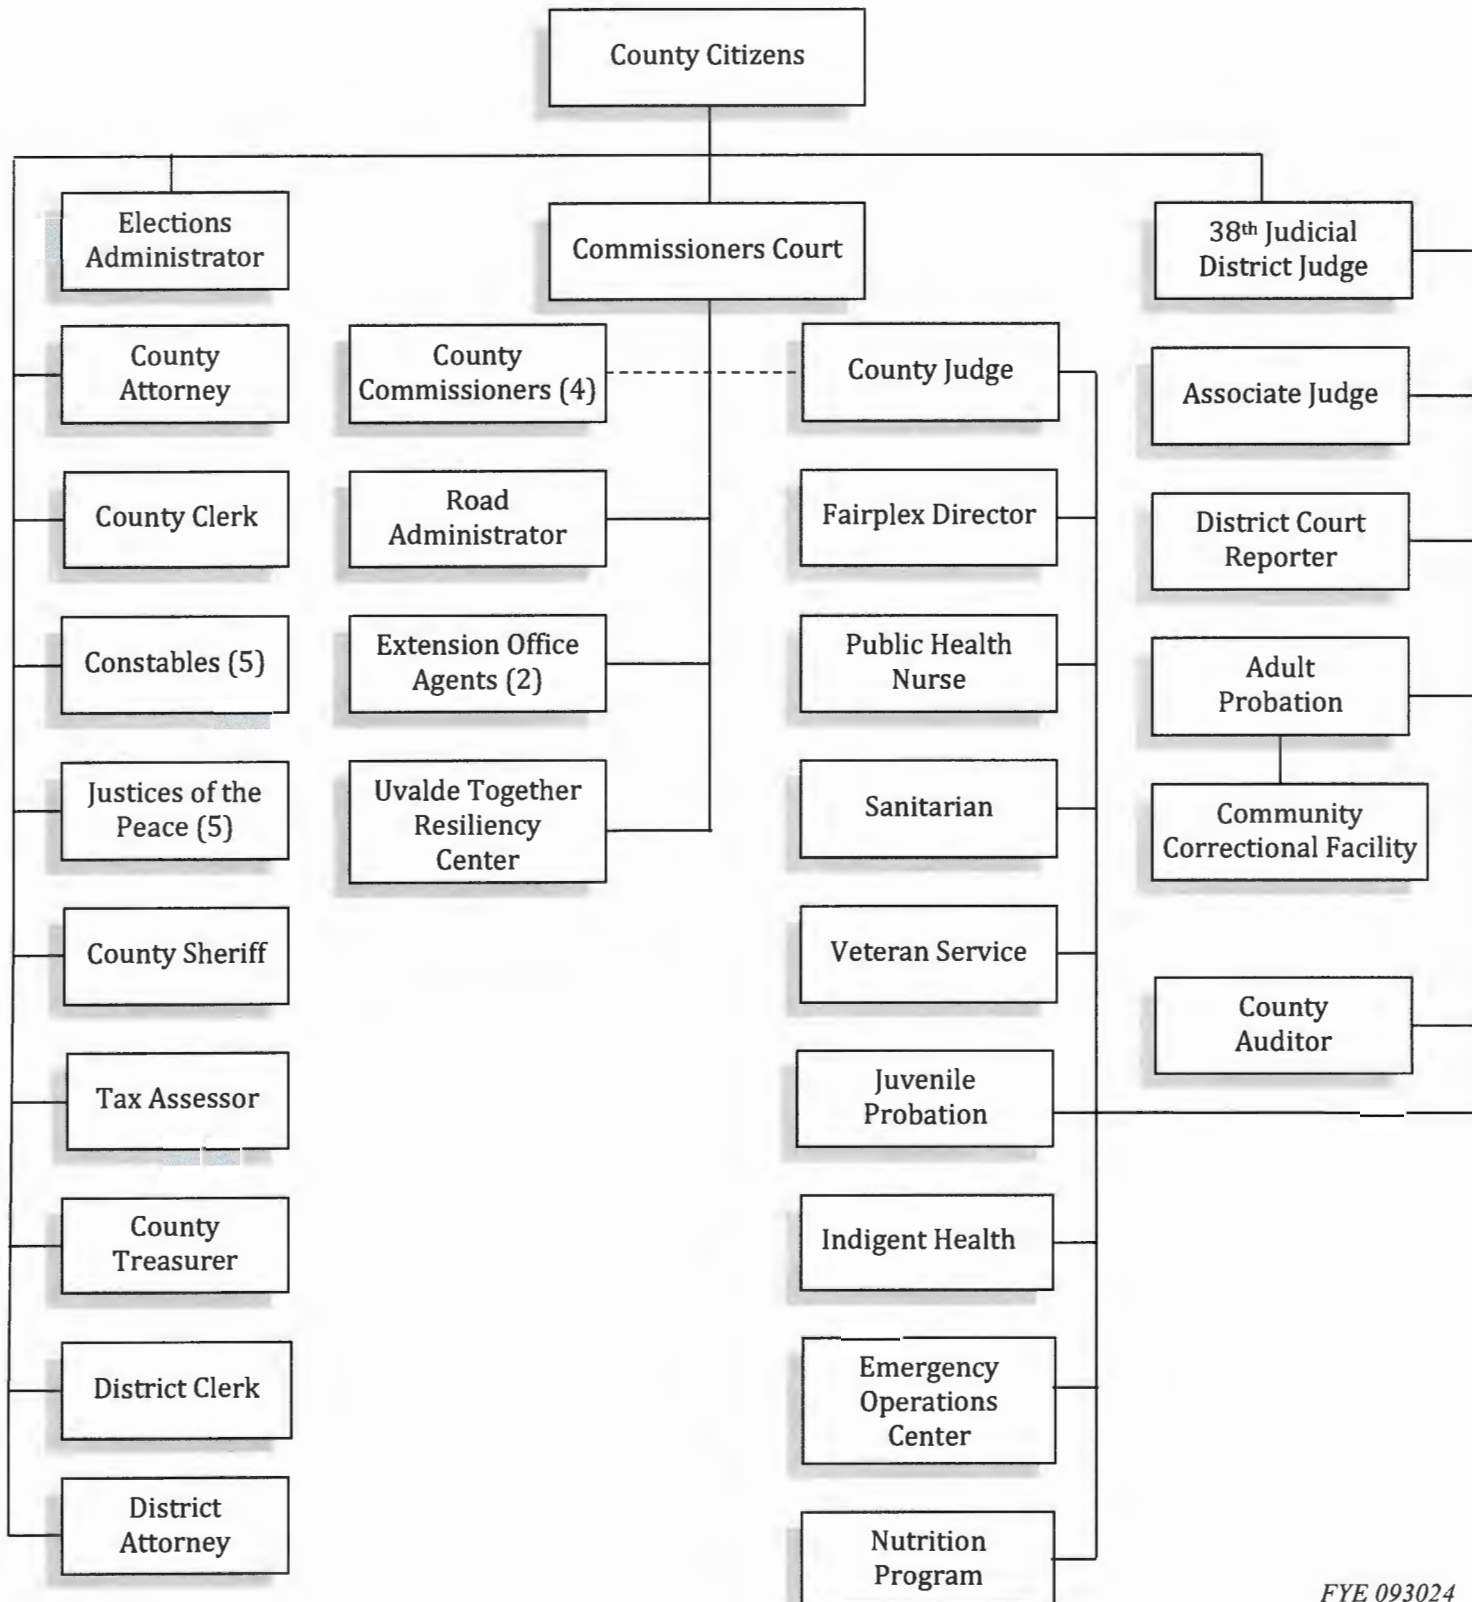 County Citizens
Elections
Administrator
Commissioners Court
38th Judicial
District Judge
County
Attorney
County
Commissioners (4)
County Judge
Associate Judge
County Clerk
Road
Administrator
Fairplex Director
District Court
Reporter
Constables (5)
Extension Office
Agents (2)
Public Health
Nurse
Adult
Probation
Justices of the
Peace (5)
Uvalde Together
Resiliency
Center
Sanitarian
Community
Correctional Facility
County Sheriff
Veteran Service
County
Auditor
Tax Assessor
Juvenile
Probation
County
Treasurer
Indigent Health
District Clerk
Emergency
Operations
Center
District
Attorney
Nutrition
Program
FYE 093024